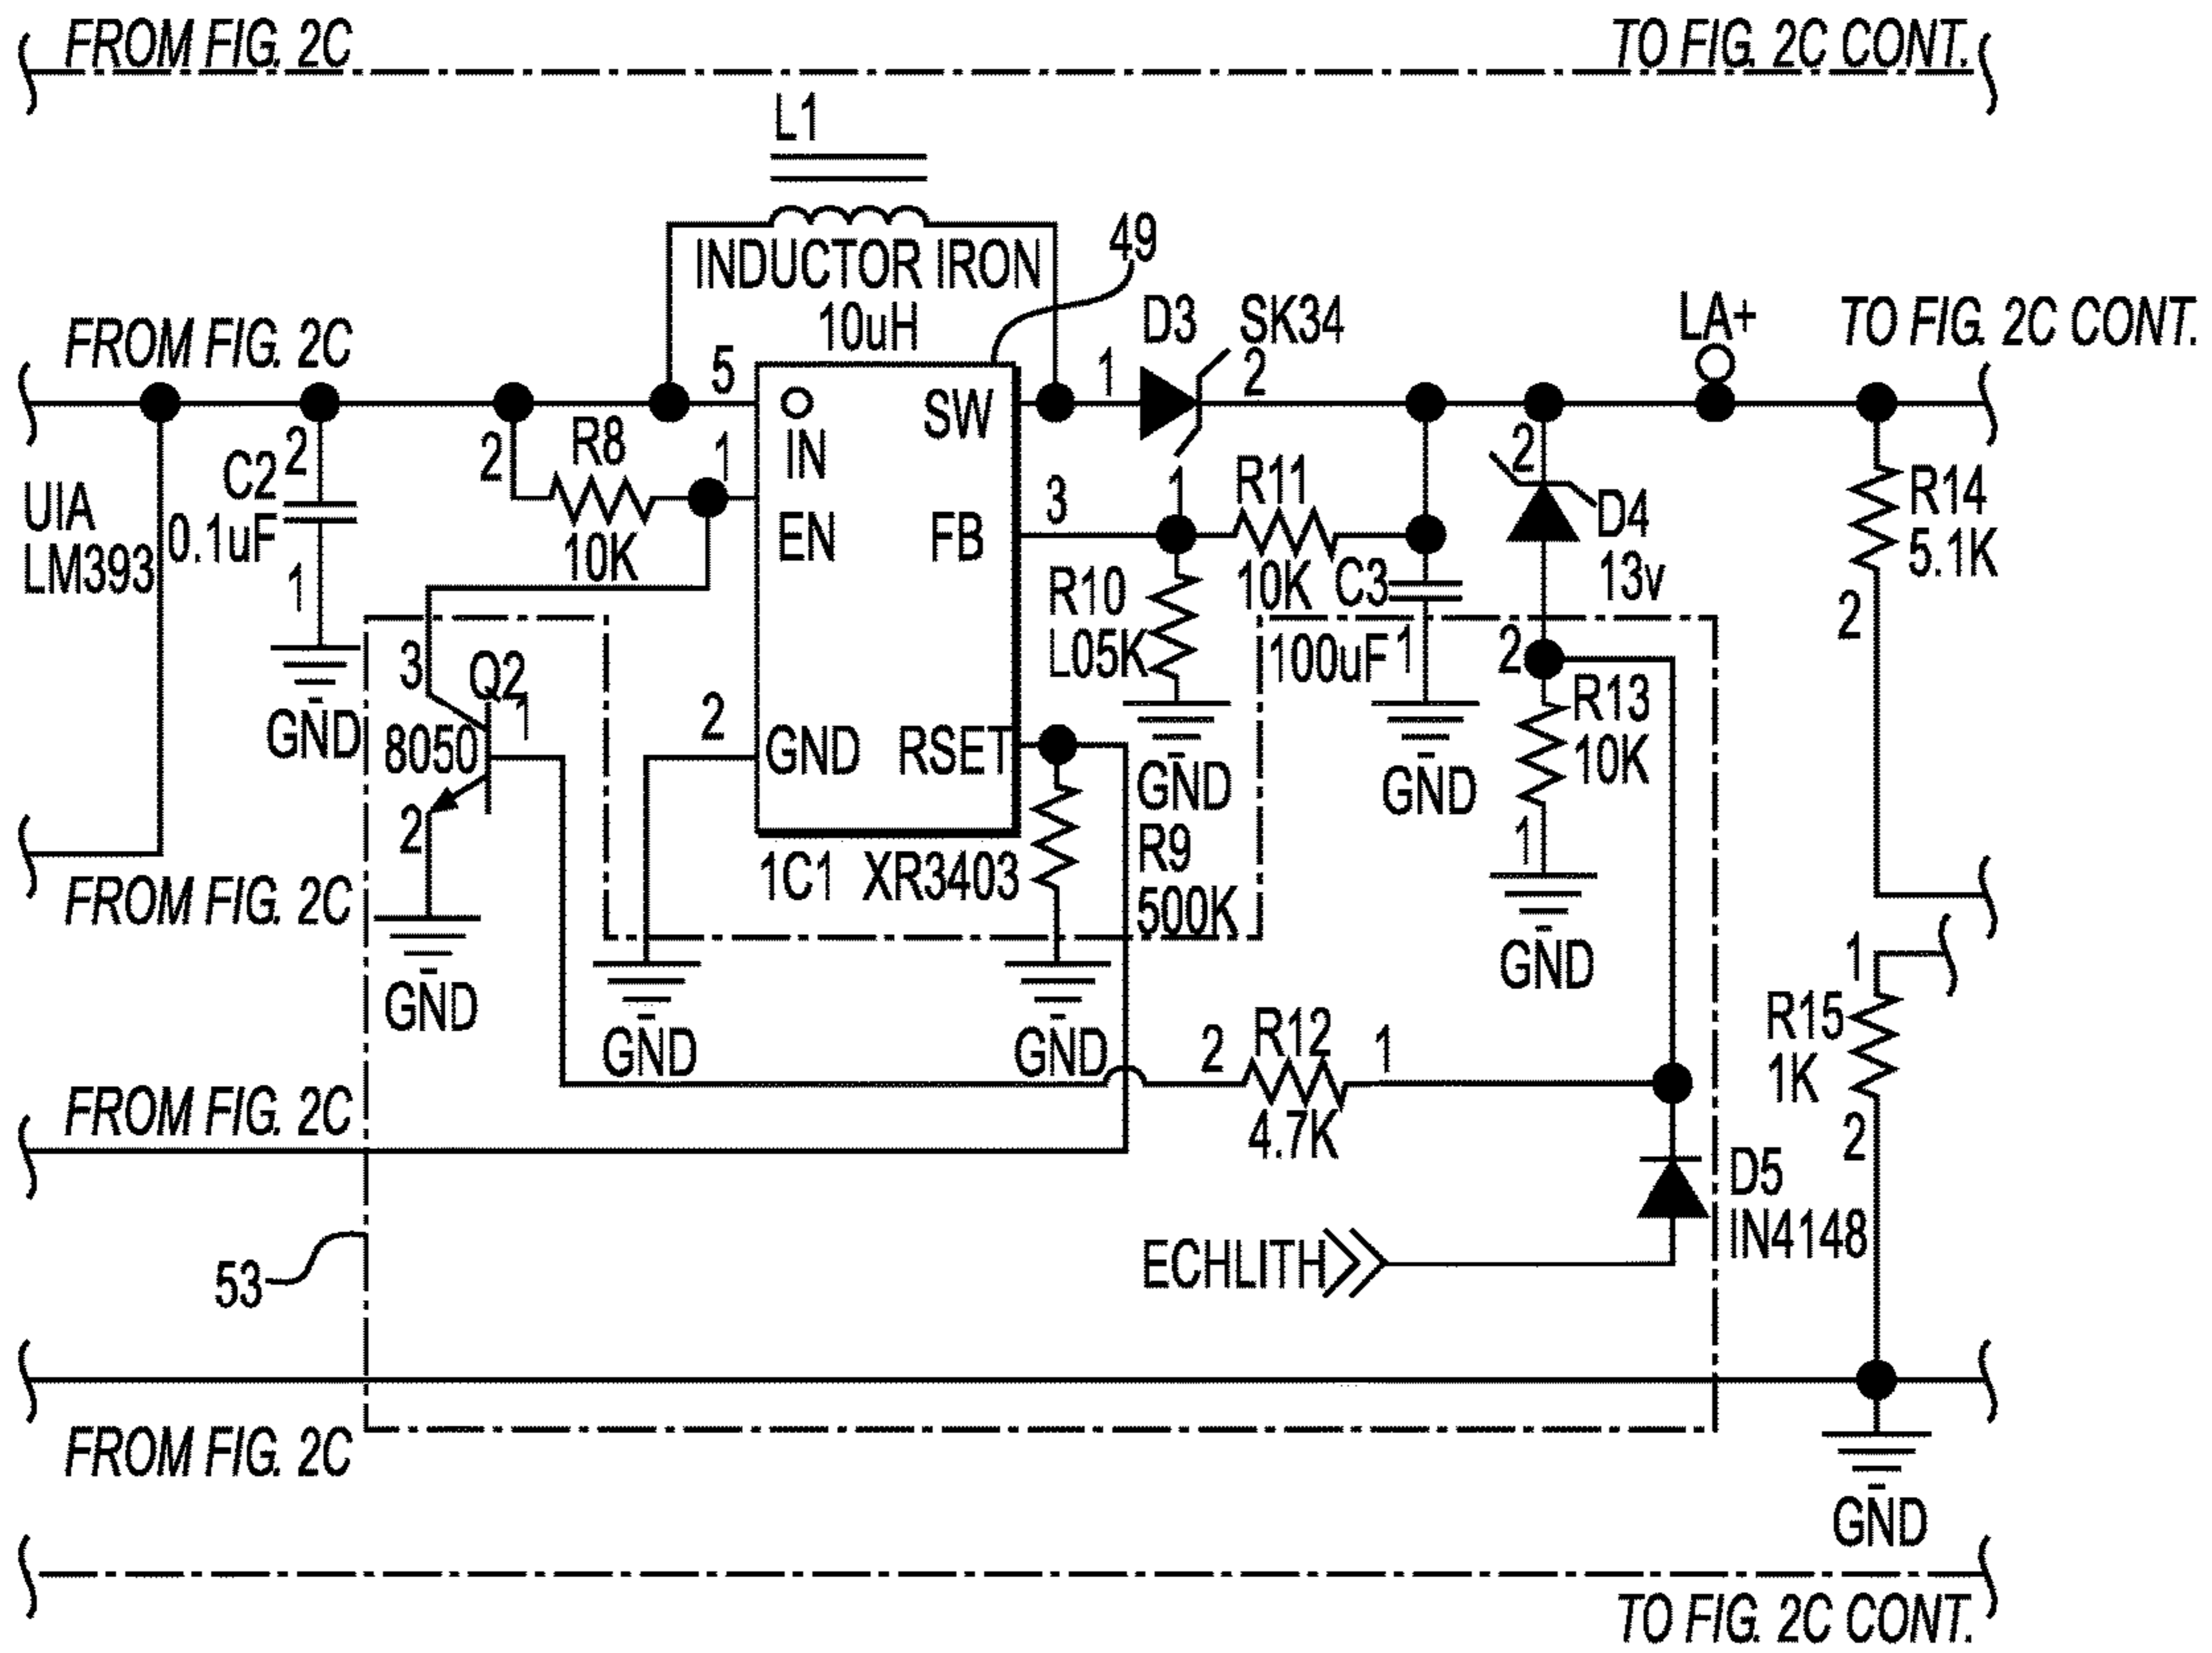 FROM FIG. 2C
TO FIG. 2C CONT.
L1
INDUCTOR IRON
10uH
49
D3
SK34
LA+
TO FIG. 2C CONT.
FROM FIG. 2C
5
1
2
IN
SW
2
R8
1
10K
EN
3
FB
1
R11
10K
2
D4
13v
R14
5.1K
2
UIA
LM393
C2
0.1uF
2
1
GND
R10
L05K
GND
C3
100uF
1
GND
2
R13
10K
1
GND
3
Q2
1
8050
2
GND
2
GND
RSET
1C1 XR3403
R9
500K
GND
GND
FROM FIG. 2C
1
R15
1K
2
2
R12
1
4.7K
FROM FIG. 2C
D5
IN4148
ECHLITH
53
FROM FIG. 2C
GND
TO FIG. 2C CONT.